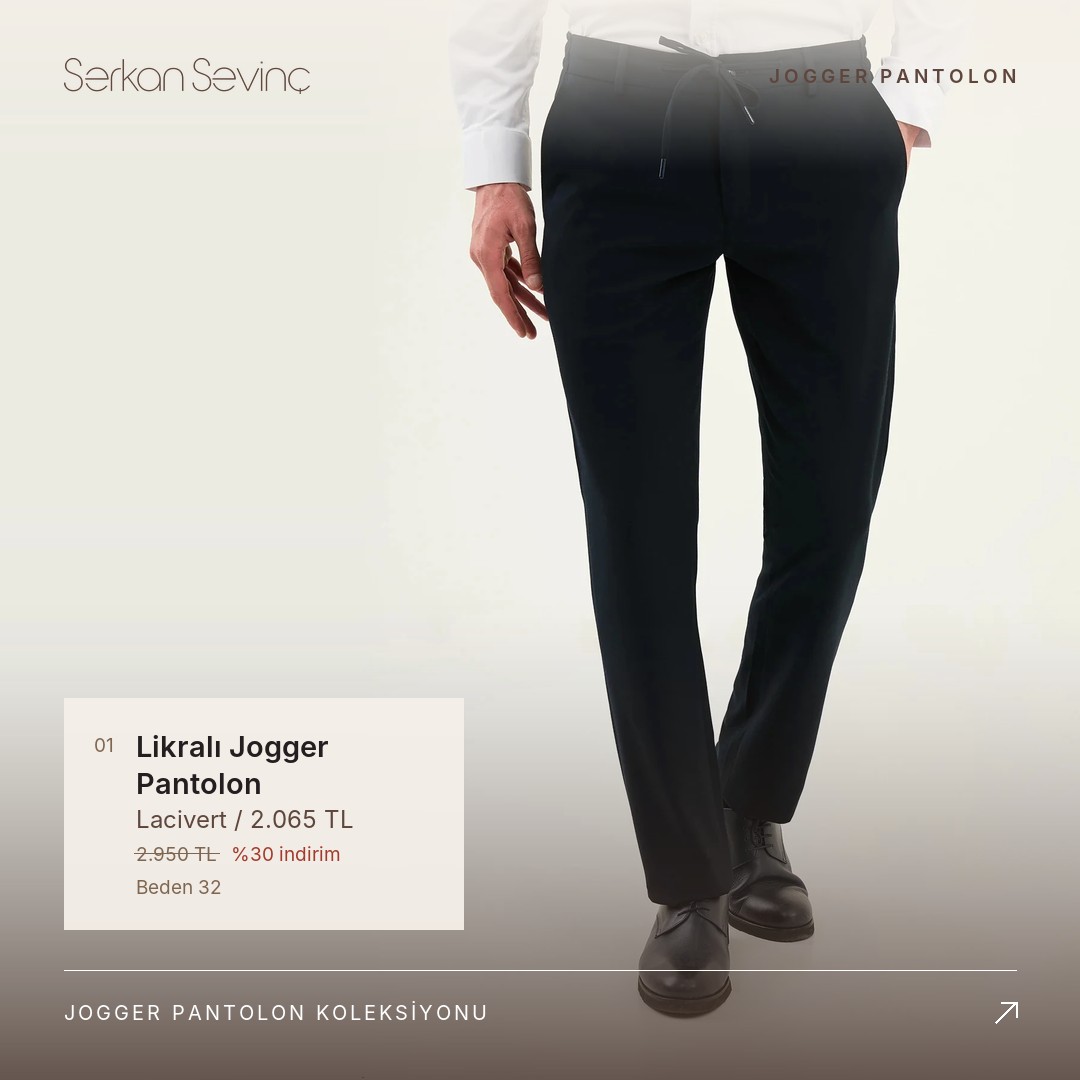 Serkan Sevinç
JOGGER PANTOLON
01
Likralı Jogger
Pantolon
Lacivert / 2.065 TL
2.950 TL %30 indirim
Beden 32
JOGGER PANTOLON KOLEKSİYONU